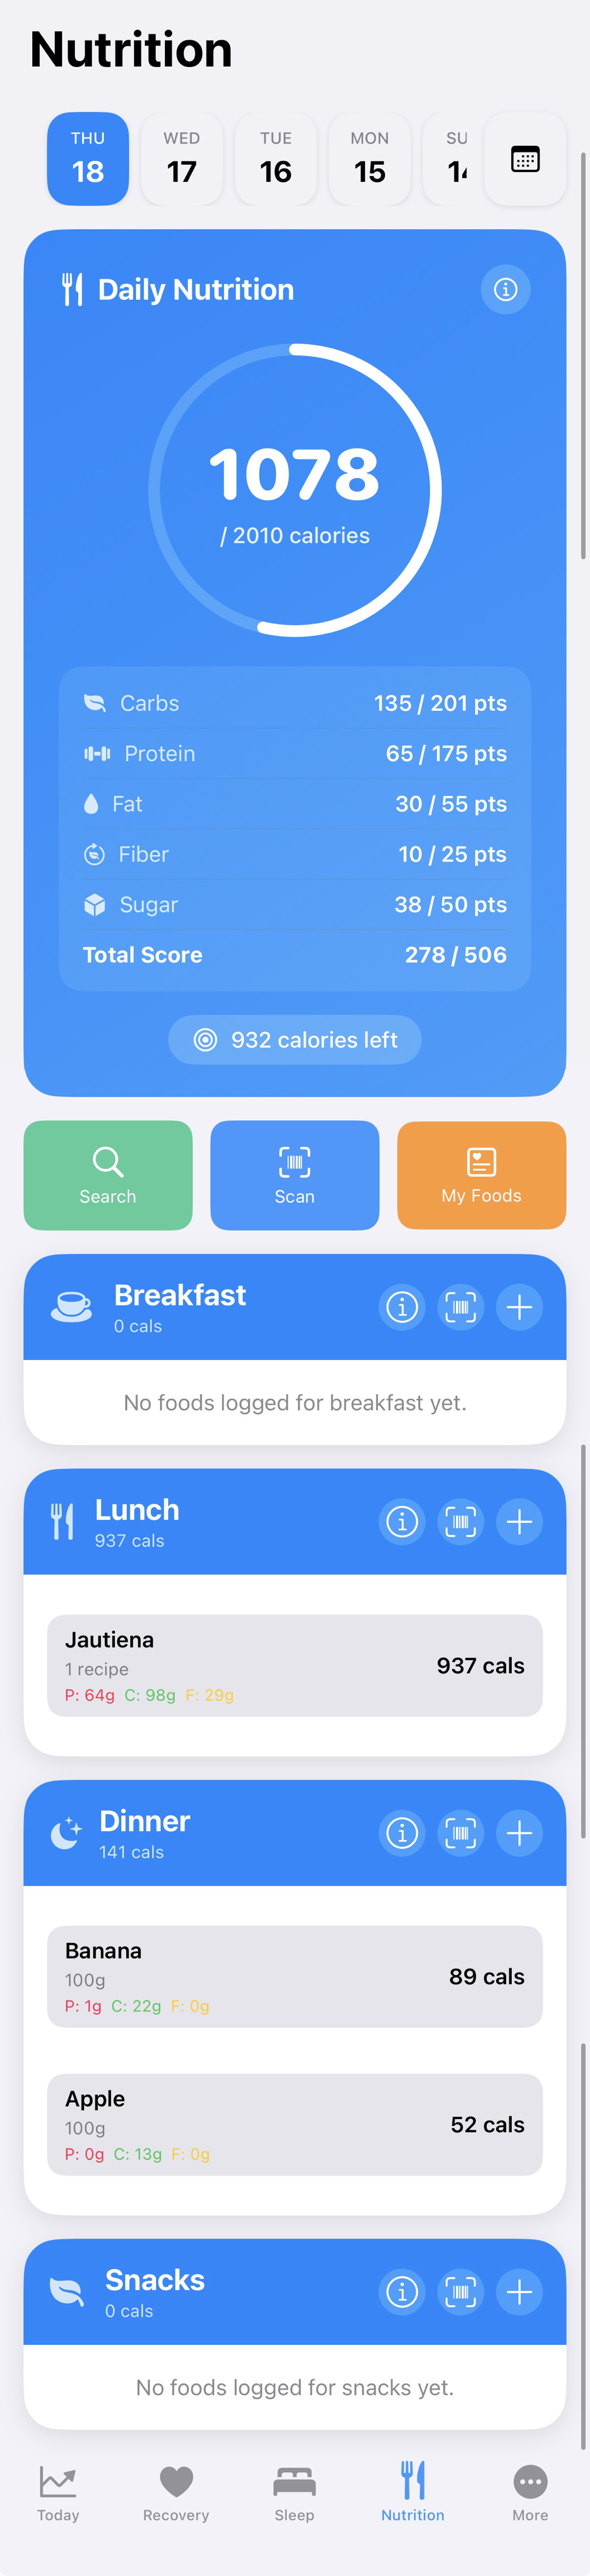 Nutrition
THU
18
WED
17
TUE
16
MON
15
SU
Daily Nutrition
1078
/ 2010 calories
Carbs 135 / 201 pts
Protein 65 / 175 pts
Fat 30 / 55 pts
Fiber 10 / 25 pts
Sugar 38 / 50 pts
Total Score 278 / 506
932 calories left
Search
Scan
My Foods
Breakfast
0 cals
No foods logged for breakfast yet.
Lunch
937 cals
Jautiena
1 recipe
P: 64g C: 98g F: 29g
937 cals
Dinner
141 cals
Banana
100g
P: 1g C: 22g F: 0g
89 cals
Apple
100g
P: 0g C: 13g F: 0g
52 cals
Snacks
0 cals
No foods logged for snacks yet.
Today
Recovery
Sleep
Nutrition
More